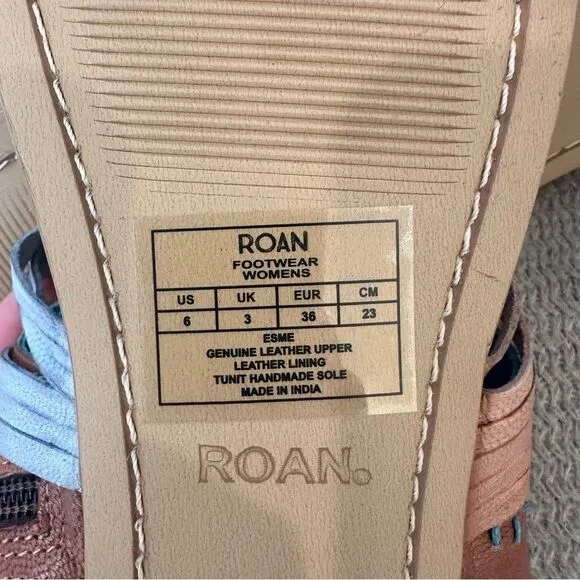 ROAN
FOOTWEAR
WOMENS
US UK EUR CM
6 3 36 23
ESME
GENUINE LEATHER UPPER
LEATHER LINING
TUNIT HANDMADE SOLE
MADE IN INDIA
ROAN.